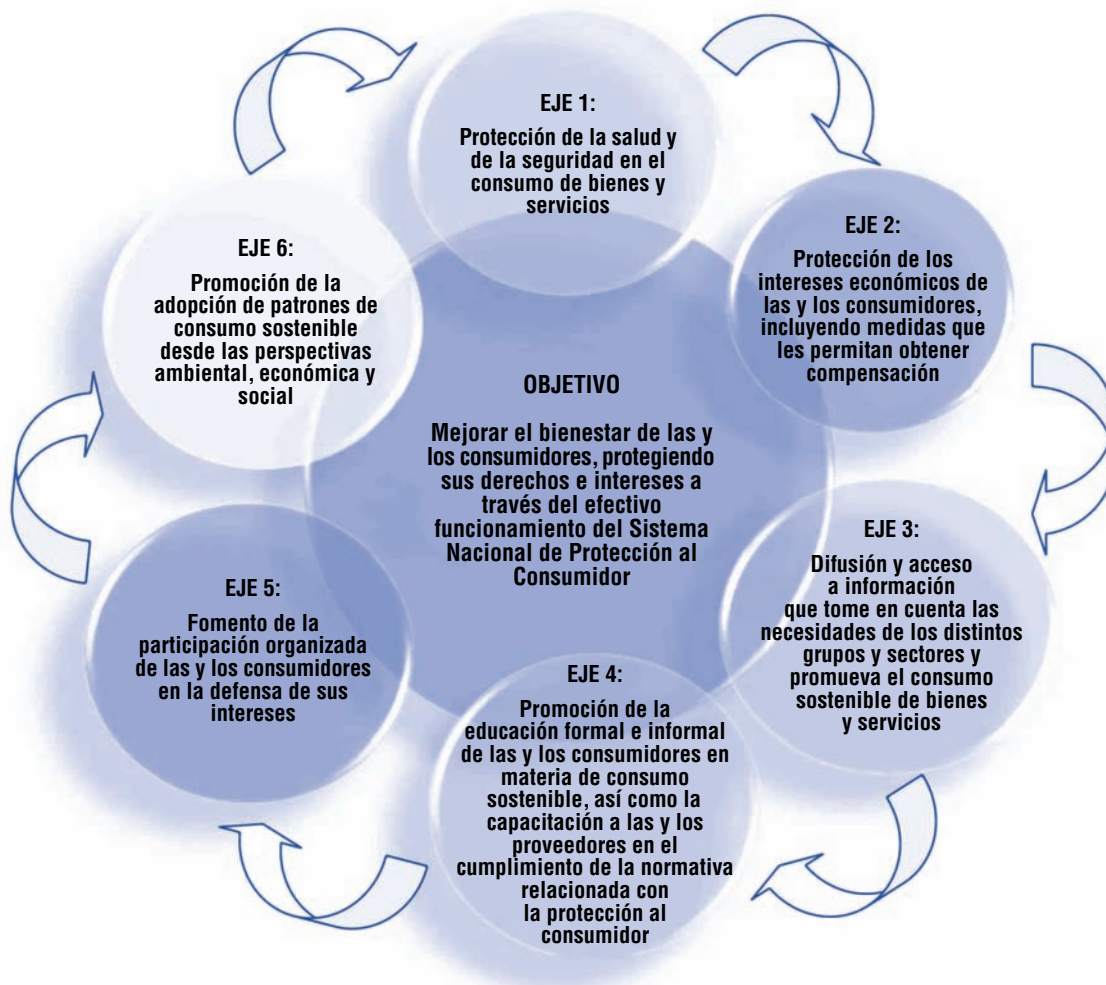 EJE 1:
Protección de la salud y
de la seguridad en el
consumo de bienes y
servicios
EJE 2:
Protección de los
intereses económicos de
las y los consumidores,
incluyendo medidas que
les permitan obtener
compensación
EJE 3:
Difusión y acceso
a información
que tome en cuenta las
necesidades de los distintos
grupos y sectores y
promueva el consumo
sostenible de bienes
y servicios
EJE 4:
Promoción de la
educación formal e informal
de las y los consumidores en
materia de consumo
sostenible, así como la
capacitación a las y los
proveedores en el
cumplimiento de la normativa
relacionada con
la protección al
consumidor
EJE 5:
Fomento de la
participación organizada
de las y los consumidores
en la defensa de sus
intereses
EJE 6:
Promoción de la
adopción de patrones de
consumo sostenible
desde las perspectivas
ambiental, económica y
social
OBJETIVO
Mejorar el bienestar de las y
los consumidores, protegiendo
sus derechos e intereses a
través del efectivo
funcionamiento del Sistema
Nacional de Protección al
Consumidor